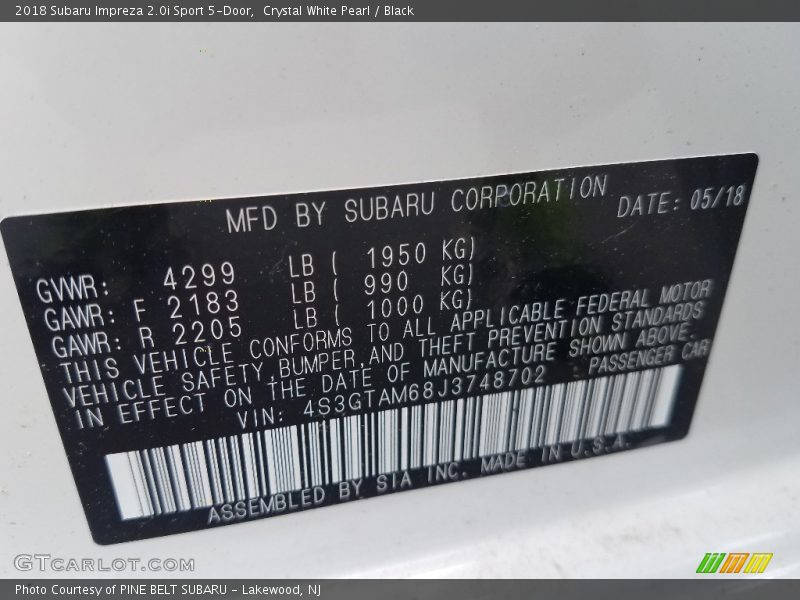 2018 Subaru Impreza 2.0i Sport 5-Door, Crystal White Pearl / Black
MFD BY SUBARU CORPORATION DATE: 05/18
GVWR: 4299 LB ( 1950 KG)
GAWR: F 2183 LB ( 990 KG)
GAWR: R 2205 LB ( 1000 KG)
THIS VEHICLE CONFORMS TO ALL APPLICABLE FEDERAL MOTOR
VEHICLE SAFETY, BUMPER, AND THEFT PREVENTION STANDARDS
IN EFFECT ON THE DATE OF MANUFACTURE SHOWN ABOVE.
VIN: 4S3GTAM68J3748702 PASSENGER CAR
ASSEMBLED BY SIA INC. MADE IN U.S.A.
GTCARLOT.COM
Photo Courtesy of PINE BELT SUBARU - Lakewood, NJ